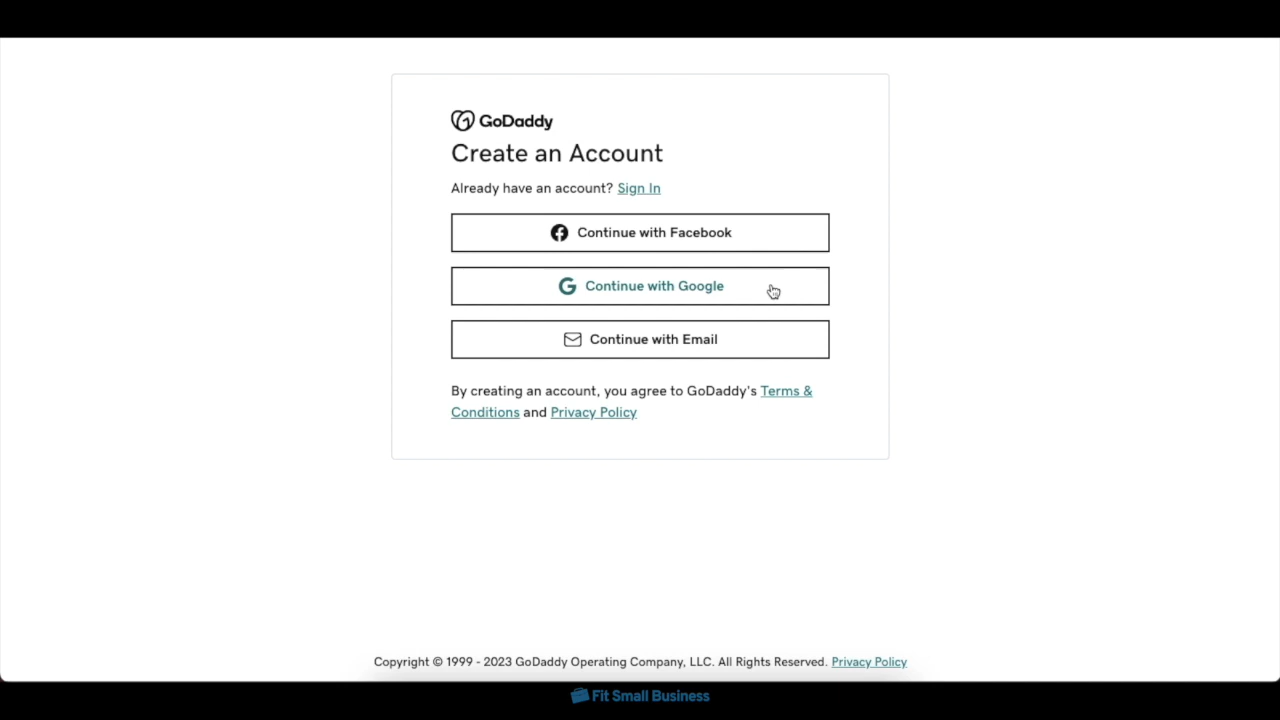 GoDaddy
Create an Account
Already have an account? Sign In
Continue with Facebook
Continue with Google
Continue with Email
By creating an account, you agree to GoDaddy's Terms &
Conditions and Privacy Policy
Copyright © 1999 - 2023 GoDaddy Operating Company, LLC. All Rights Reserved. Privacy Policy
Fit Small Business